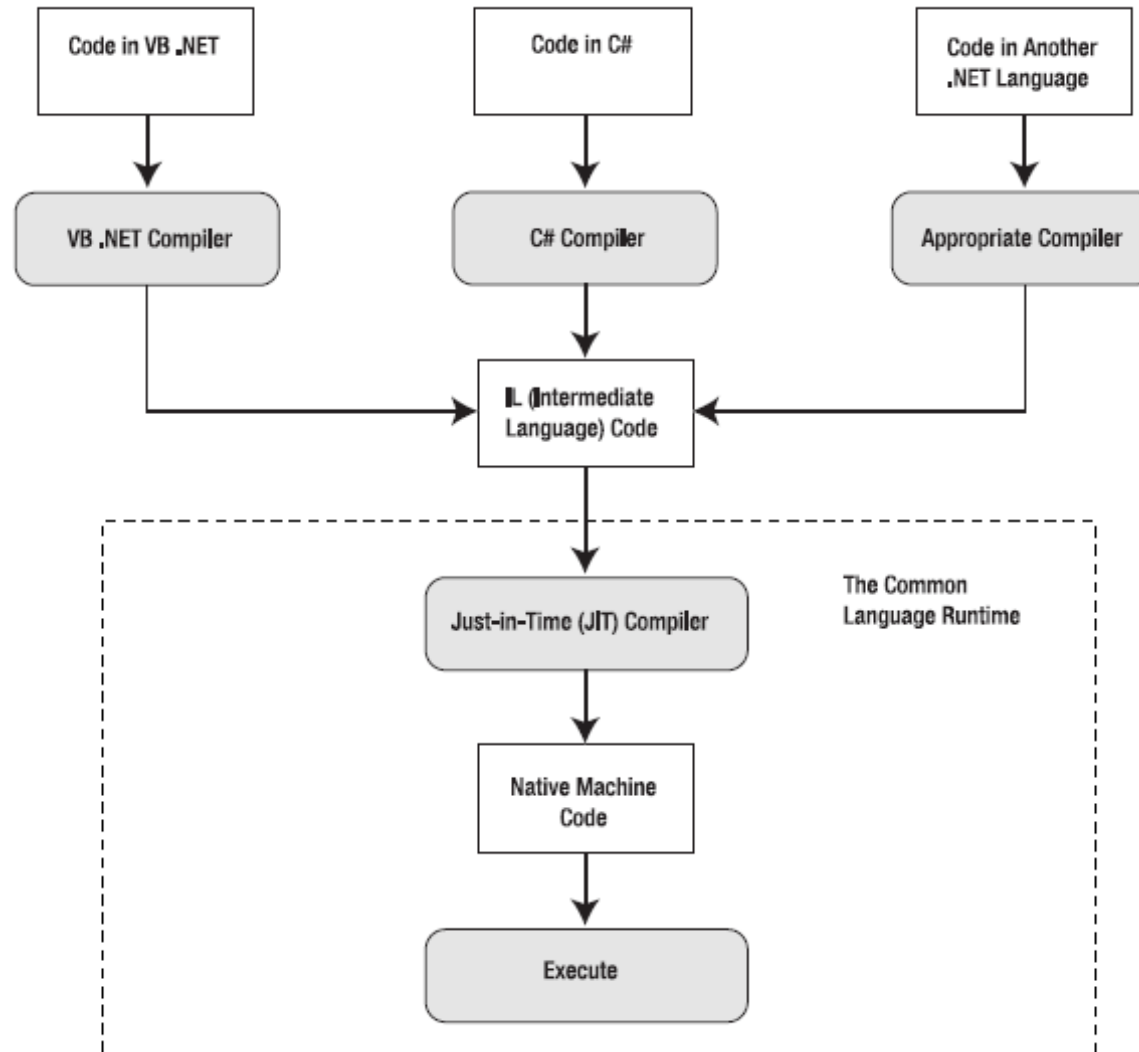 Code in VB .NET
Code in C#
Code in Another
.NET Language
VB .NET Compiler
C# Compiler
Appropriate Compiler
IL (Intermediate
Language) Code
The Common
Language Runtime
Just-in-Time (JIT) Compiler
Native Machine
Code
Execute